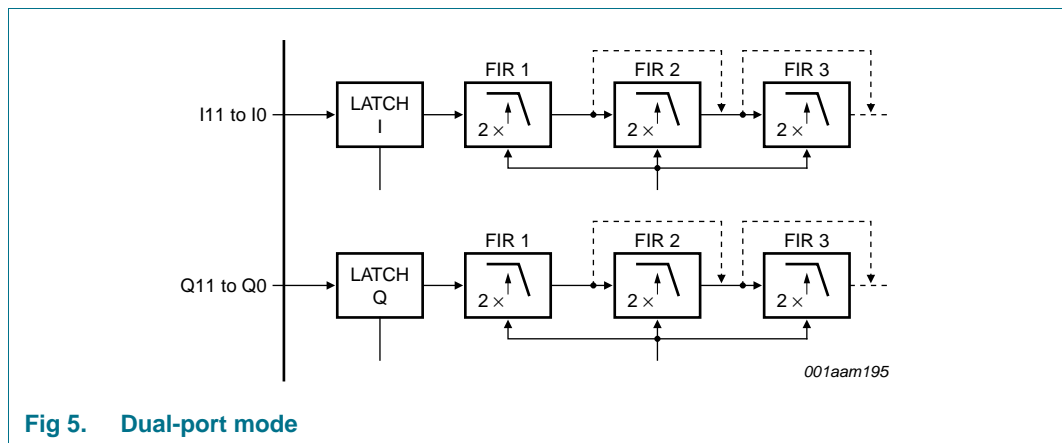 FIR 1 FIR 2 FIR 3
I11 to I0 LATCH I 2 × 2 × 2 ×
FIR 1 FIR 2 FIR 3
Q11 to Q0 LATCH Q 2 × 2 × 2 ×
001aam195
Fig 5. Dual-port mode